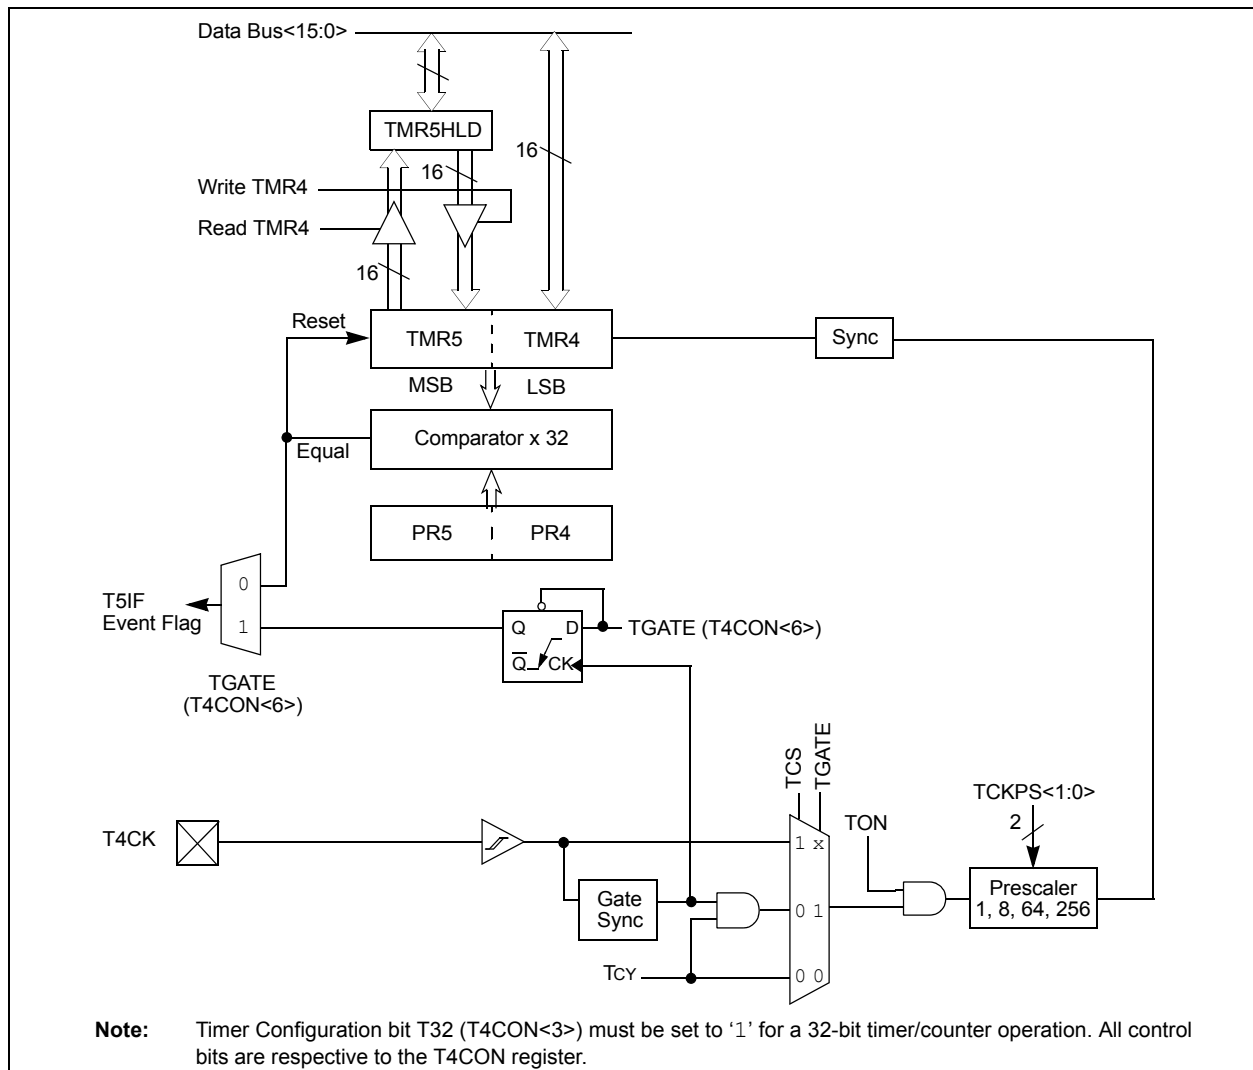 Data Bus<15:0>
TMR5HLD
16
16
Write TMR4
Read TMR4
16
Reset
TMR5
TMR4
Sync
MSB
LSB
Equal
Comparator x 32
PR5
PR4
0
T5IF
Event Flag
1
Q
D
TGATE (T4CON<6>)
Q̅
CK
TGATE
(T4CON<6>)
TCS
TGATE
TCKPS<1:0>
2
TON
T4CK
1 x
Prescaler
1, 8, 64, 256
Gate
Sync
0 1
TCY
0 0
Note: Timer Configuration bit T32 (T4CON<3>) must be set to ‘1’ for a 32-bit timer/counter operation. All control
bits are respective to the T4CON register.